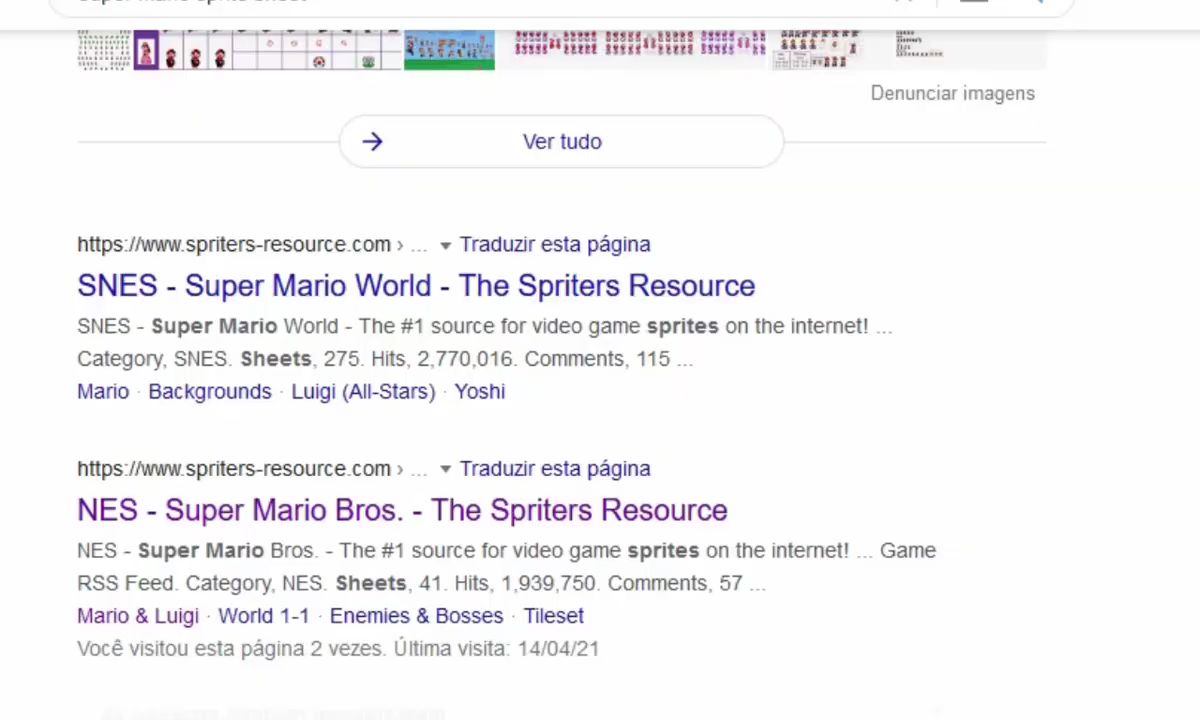 Denunciar imagens
Ver tudo
https://www.spriters-resource.com › ... Traduzir esta página
SNES - Super Mario World - The Spriters Resource
SNES - Super Mario World - The #1 source for video game sprites on the internet! ...
Category, SNES. Sheets, 275. Hits, 2,770,016. Comments, 115 ...
Mario · Backgrounds · Luigi (All-Stars) · Yoshi
https://www.spriters-resource.com › ... Traduzir esta página
NES - Super Mario Bros. - The Spriters Resource
NES - Super Mario Bros. - The #1 source for video game sprites on the internet! ... Game
RSS Feed. Category, NES. Sheets, 41. Hits, 1,939,750. Comments, 57 ...
Mario & Luigi · World 1-1 · Enemies & Bosses · Tileset
Você visitou esta página 2 vezes. Última visita: 14/04/21